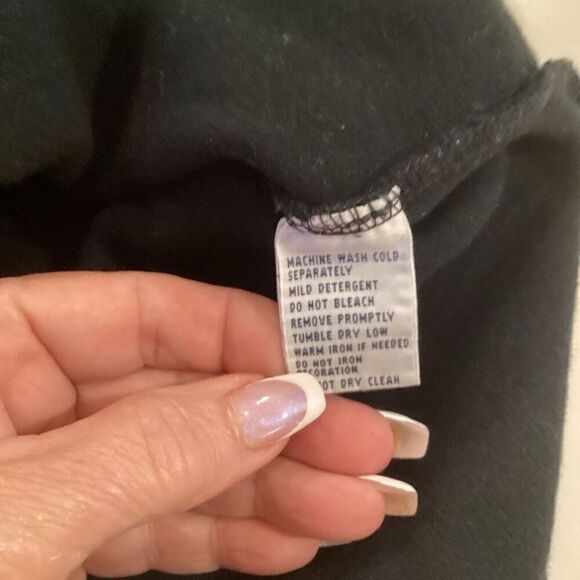 MACHINE WASH COLD
SEPARATELY
MILD DETERGENT
DO NOT BLEACH
REMOVE PROMPTLY
TUMBLE DRY LOW
WARM IRON IF NEEDED
DO NOT IRON
DECORATION
NOT DRY CLEAN